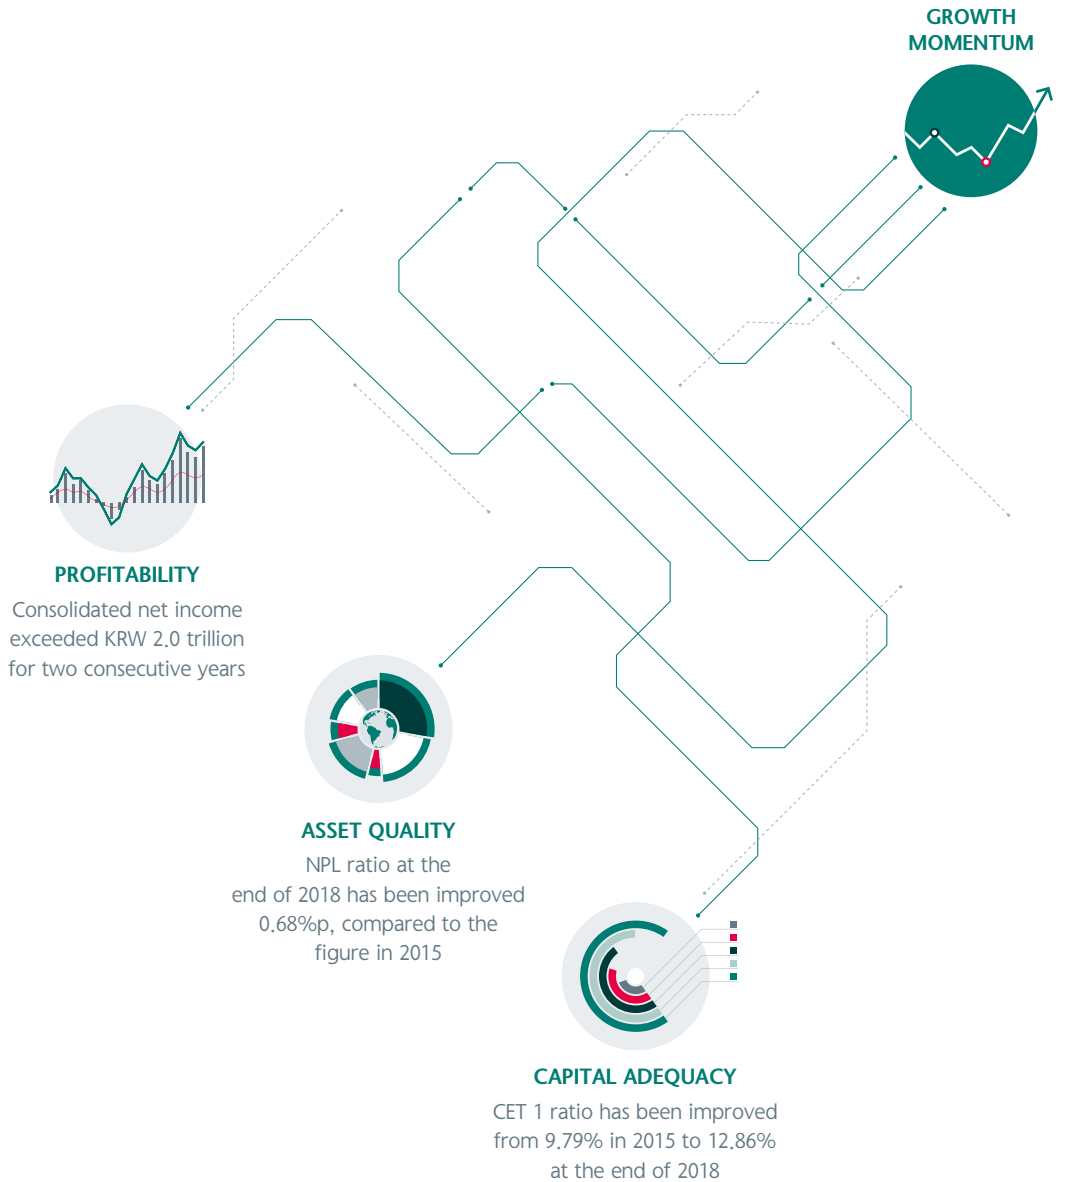 GROWTH
MOMENTUM
PROFITABILITY
Consolidated net income
exceeded KRW 2.0 trillion
for two consecutive years
ASSET QUALITY
NPL ratio at the
end of 2018 has been improved
0.68%p, compared to the
figure in 2015
CAPITAL ADEQUACY
CET 1 ratio has been improved
from 9.79% in 2015 to 12.86%
at the end of 2018